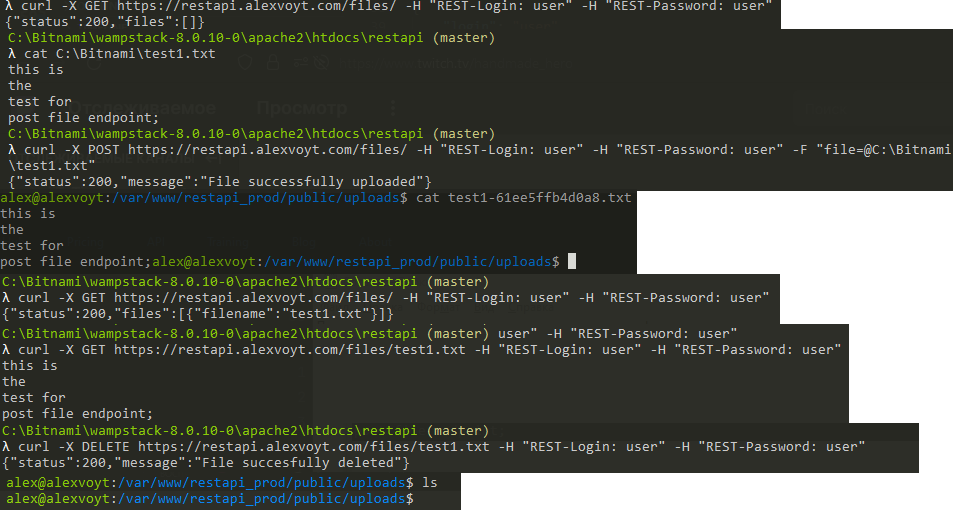 λ curl -X GET https://restapi.alexvoyt.com/files/ -H "REST-Login: user" -H "REST-Password: user"
{"status":200,"files":[]}
C:\Bitnami\wampstack-8.0.10-0\apache2\htdocs\restapi (master)
λ cat C:\Bitnami\test1.txt
this is
the
Отслеживаемое Просмотр
test for
post file endpoint;
C:\Bitnami\wampstack-8.0.10-0\apache2\htdocs\restapi (master)
λ curl -X POST https://restapi.alexvoyt.com/files/ -H "REST-Login: user" -H "REST-Password: user" -F "file=@C:\Bitnami
\test1.txt"
{"status":200,"message":"File successfully uploaded"}
alex@alexvoyt:/var/www/restapi_prod/public/uploads$ cat test1-61ee5ffb4d0a8.txt
this is
the
test for
post file endpoint;alex@alexvoyt:/var/www/restapi_prod/public/uploads$
C:\Bitnami\wampstack-8.0.10-0\apache2\htdocs\restapi (master)
λ curl -X GET https://restapi.alexvoyt.com/files/ -H "REST-Login: user" -H "REST-Password: user"
{"status":200,"files":[{"filename":"test1.txt"}]}
C:\Bitnami\wampstack-8.0.10-0\apache2\htdocs\restapi (master) user" -H "REST-Password: user"
λ curl -X GET https://restapi.alexvoyt.com/files/test1.txt -H "REST-Login: user" -H "REST-Password: user"
this is
the
test for
post file endpoint;
C:\Bitnami\wampstack-8.0.10-0\apache2\htdocs\restapi (master)
λ curl -X DELETE https://restapi.alexvoyt.com/files/test1.txt -H "REST-Login: user" -H "REST-Password: user"
{"status":200,"message":"File succesfully deleted"}
alex@alexvoyt:/var/www/restapi_prod/public/uploads$ ls
alex@alexvoyt:/var/www/restapi_prod/public/uploads$